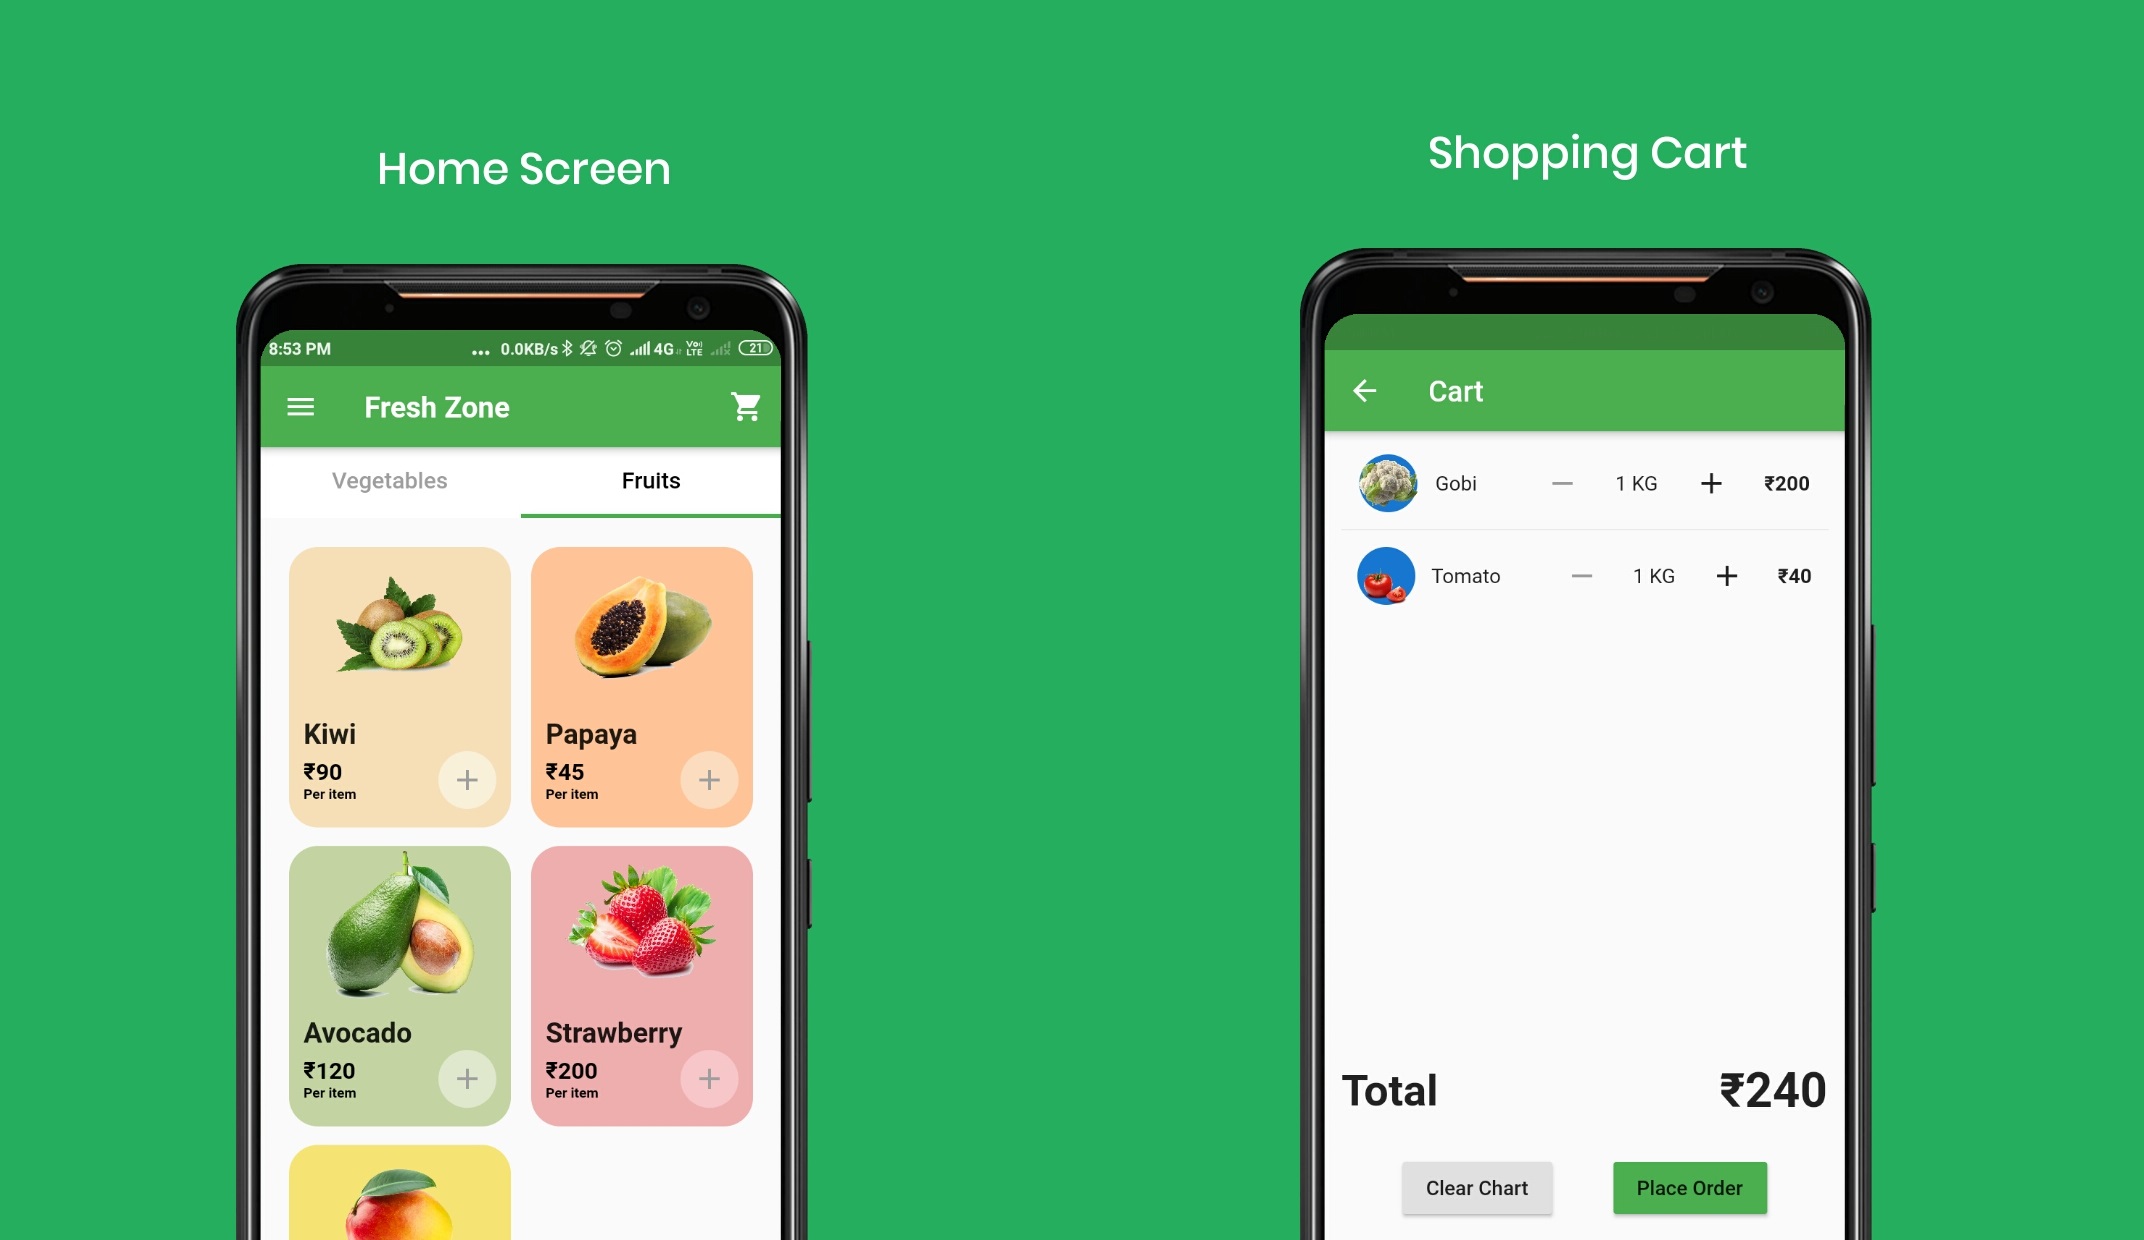 Home Screen
8:53 PM ... 0.0KB/s 4G Vo LTE 21
Fresh Zone
Vegetables Fruits
Kiwi
₹90
Per item
Papaya
₹45
Per item
Avocado
₹120
Per item
Strawberry
₹200
Per item
Shopping Cart
Cart
Gobi — 1 KG + ₹200
Tomato — 1 KG + ₹40
Total ₹240
Clear Chart Place Order